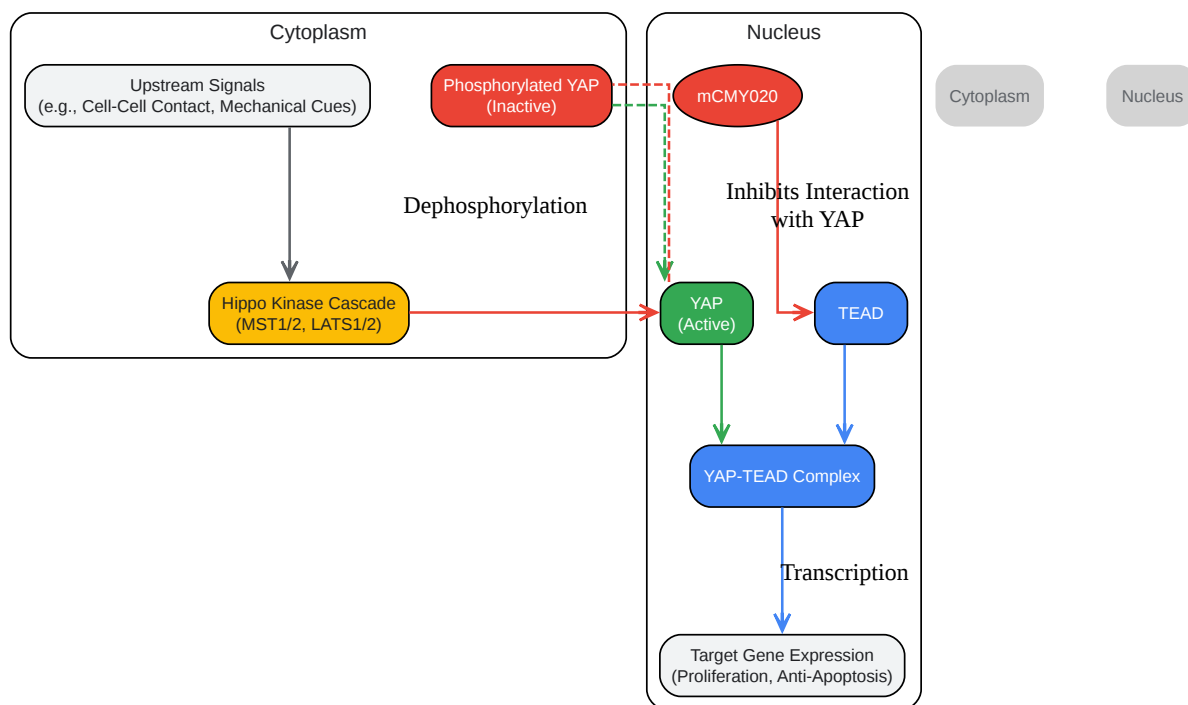 Cytoplasm
Nucleus
Upstream Signals
(e.g., Cell-Cell Contact, Mechanical Cues)
Phosphorylated YAP
(Inactive)
mCMY020
Cytoplasm
Nucleus
Dephosphorylation
Inhibits Interaction
with YAP
Hippo Kinase Cascade
(MST1/2, LATS1/2)
YAP
(Active)
TEAD
YAP-TEAD Complex
Transcription
Target Gene Expression
(Proliferation, Anti-Apoptosis)